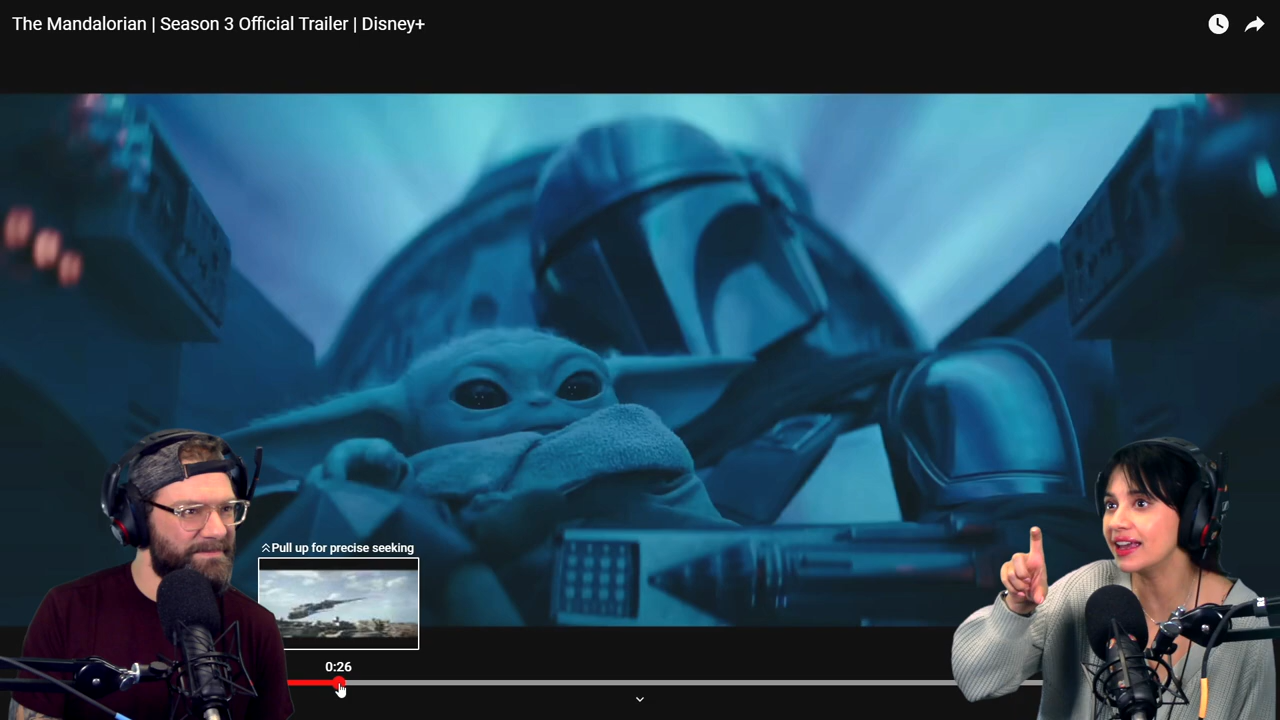 The Mandalorian | Season 3 Official Trailer | Disney+
Pull up for precise seeking
0:26